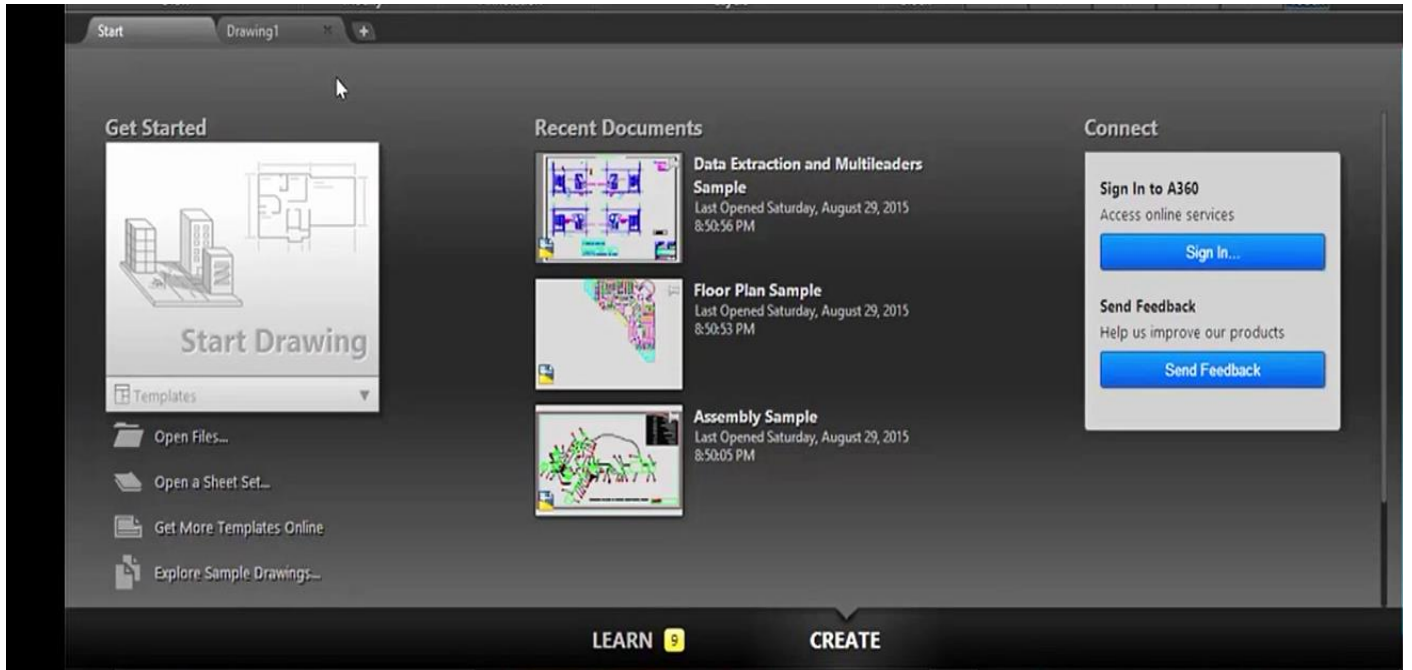 Start
Drawing1
Get Started
Start Drawing
Templates
Open Files...
Open a Sheet Set...
Get More Templates Online
Explore Sample Drawings...
Recent Documents
Data Extraction and Multileaders
Sample
Last Opened Saturday, August 29, 2015
8:50:56 PM
Floor Plan Sample
Last Opened Saturday, August 29, 2015
8:50:53 PM
Assembly Sample
Last Opened Saturday, August 29, 2015
8:50:05 PM
Connect
Sign In to A360
Access online services
Sign In...
Send Feedback
Help us improve our products
Send Feedback
LEARN 9
CREATE